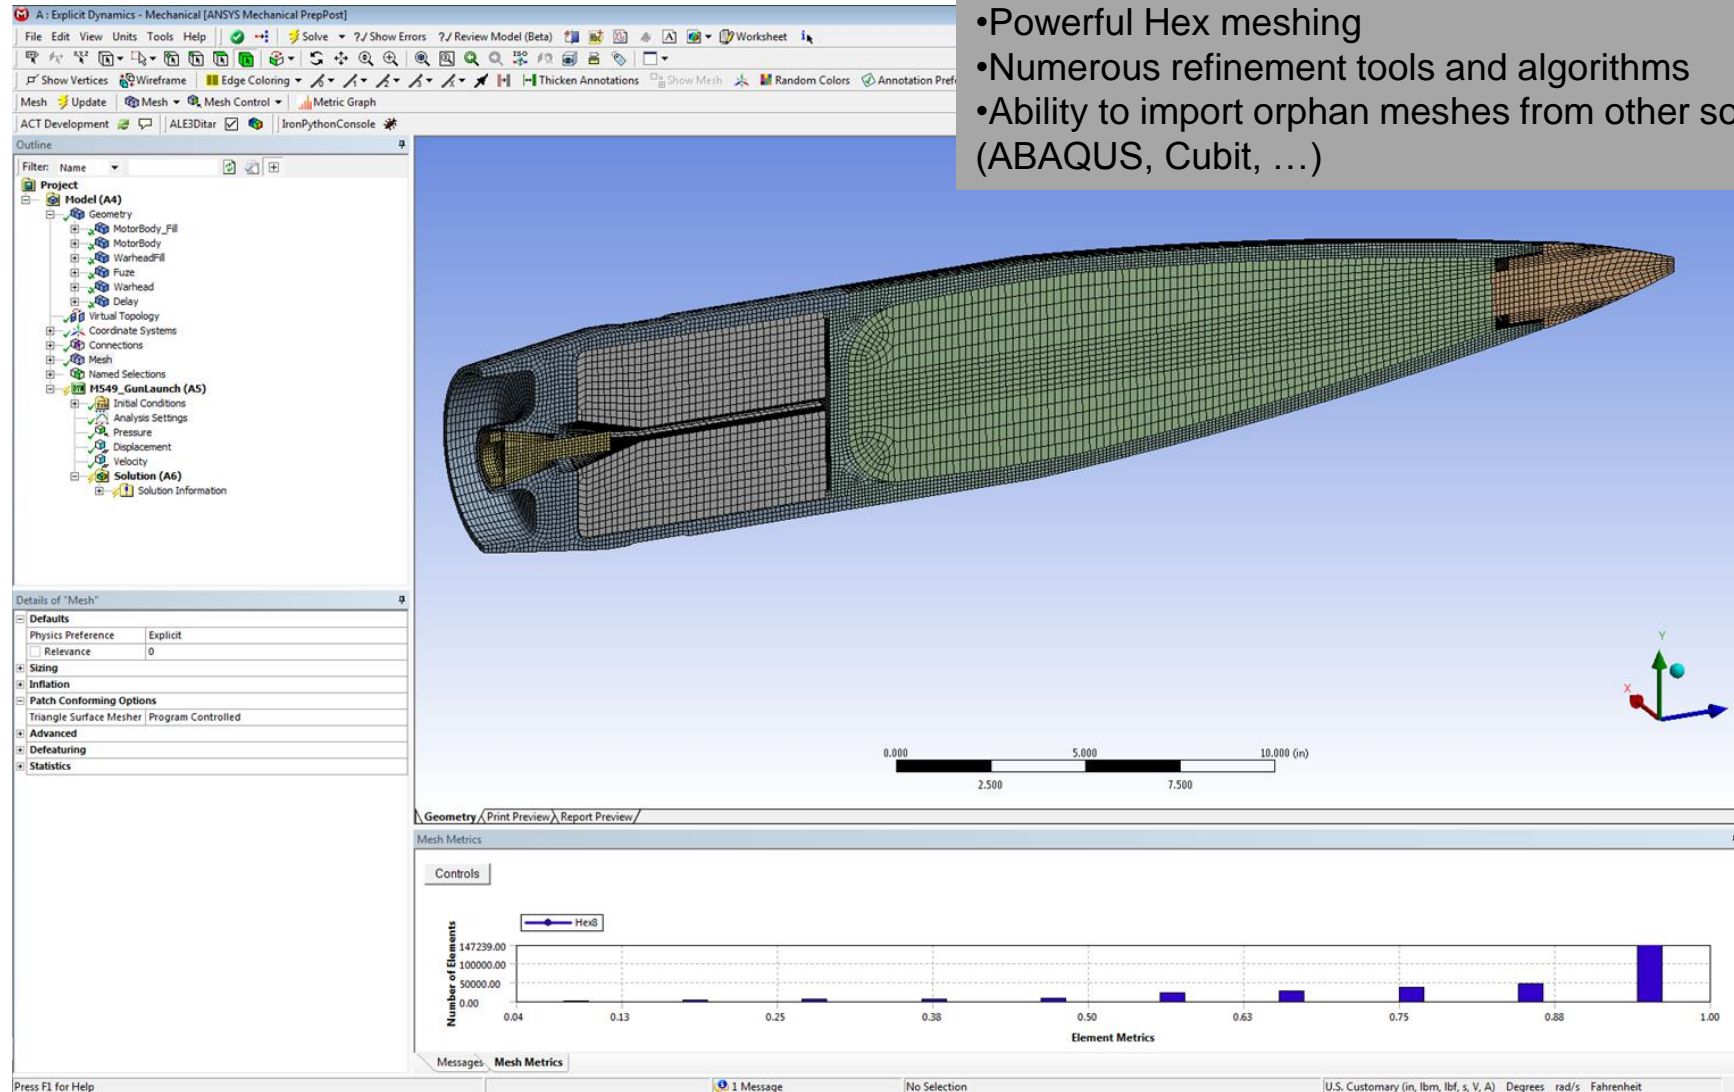 A : Explicit Dynamics - Mechanical [ANSYS Mechanical PrepPost]
File Edit View Units Tools Help Solve ?/ Show Errors ?/ Review Model (Beta) A Worksheet
Show Vertices Wireframe Edge Coloring Thicken Annotations Show Mesh Random Colors Annotation Pref
Mesh Update Mesh Mesh Control Metric Graph
ACT Development ALE3Ditar IronPythonConsole
•Powerful Hex meshing
•Numerous refinement tools and algorithms
•Ability to import orphan meshes from other so
(ABAQUS, Cubit, …)
Outline
Filter: Name
Project
Model (A4)
Geometry
MotorBody_Fill
MotorBody
WarheadFill
Fuze
Warhead
Delay
Virtual Topology
Coordinate Systems
Connections
Mesh
Named Selections
M549_GunLaunch (A5)
Initial Conditions
Analysis Settings
Pressure
Displacement
Velocity
Solution (A6)
Solution Information
Details of "Mesh"
Defaults
Physics Preference Explicit
Relevance 0
Sizing
Inflation
Patch Conforming Options
Triangle Surface Mesher Program Controlled
Advanced
Defeaturing
Statistics
Y
X
0.000 5.000 10.000 (in)
2.500 7.500
Geometry Print Preview Report Preview
Mesh Metrics
Controls
Hex8
Number of Elements
147239.00
100000.00
50000.00
0.00
0.04 0.13 0.25 0.38 0.50 0.63 0.75 0.88 1.00
Element Metrics
Messages Mesh Metrics
Press F1 for Help 1 Message No Selection U.S. Customary (in, lbm, lbf, s, V, A) Degrees rad/s Fahrenheit